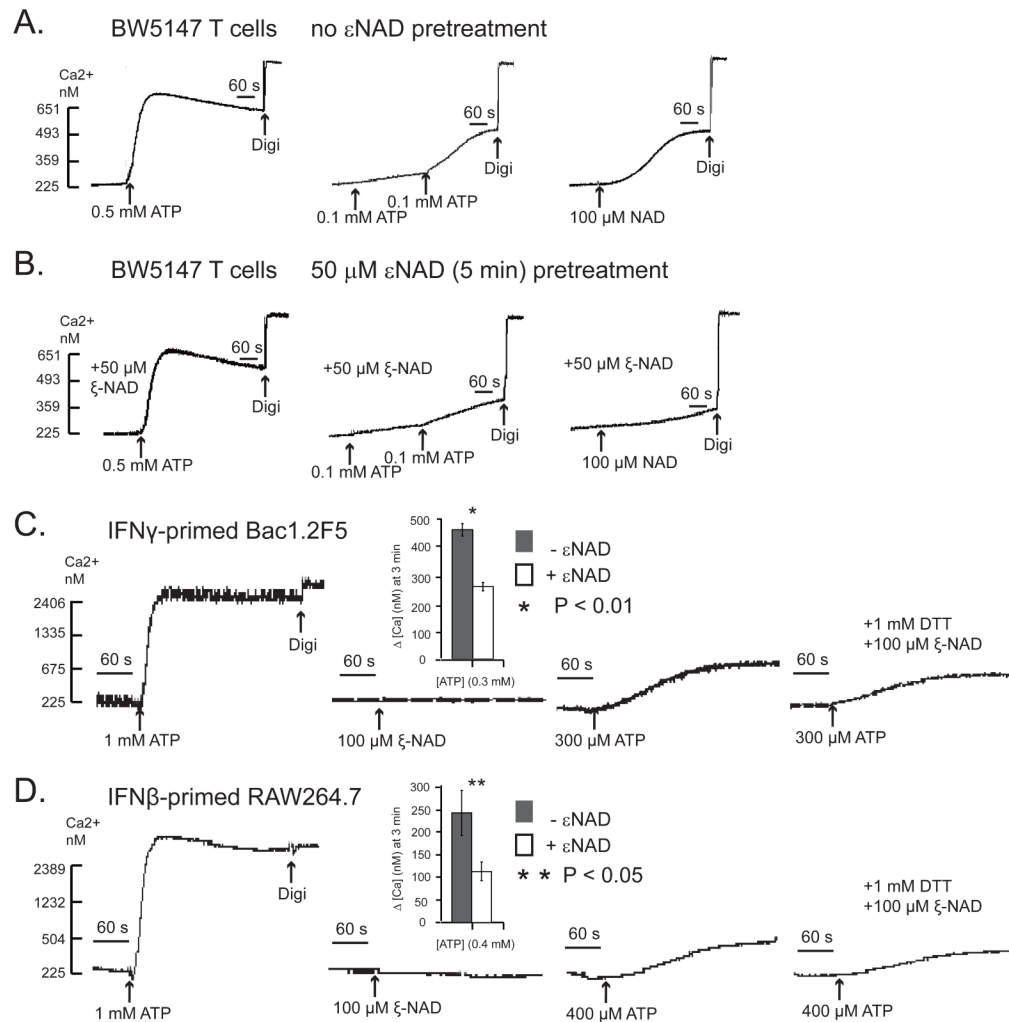 A. BW5147 T cells no εNAD pretreatment
Ca2+
nM
651
493
359
225
60 s
Digi
0.5 mM ATP
60 s
Digi
0.1 mM ATP
0.1 mM ATP
60 s
Digi
100 μM NAD
B. BW5147 T cells 50 μM εNAD (5 min) pretreatment
Ca2+
nM
651
493
359
225
+50 μM
ξ-NAD
60 s
Digi
0.5 mM ATP
+50 μM ξ-NAD
60 s
Digi
0.1 mM ATP
0.1 mM ATP
+50 μM ξ-NAD
60 s
Digi
100 μM NAD
C. IFNγ-primed Bac1.2F5
Ca2+
nM
2406
1335
675
225
60 s
Digi
1 mM ATP
Δ [Ca] (nM) at 3 min
500
400
300
200
100
0
*
[ATP] (0.3 mM)
- εNAD
+ εNAD
* P < 0.01
60 s
100 μM ξ-NAD
60 s
300 μM ATP
+1 mM DTT
+100 μM ξ-NAD
60 s
300 μM ATP
D. IFNβ-primed RAW264.7
Ca2+
nM
2389
1232
504
225
60 s
Digi
1 mM ATP
Δ [Ca] (nM) at 3 min
300
250
200
150
100
50
0
**
[ATP] (0.4 mM)
- εNAD
+ εNAD
* * P < 0.05
60 s
100 μM ξ-NAD
60 s
400 μM ATP
+1 mM DTT
+100 μM ξ-NAD
60 s
400 μM ATP